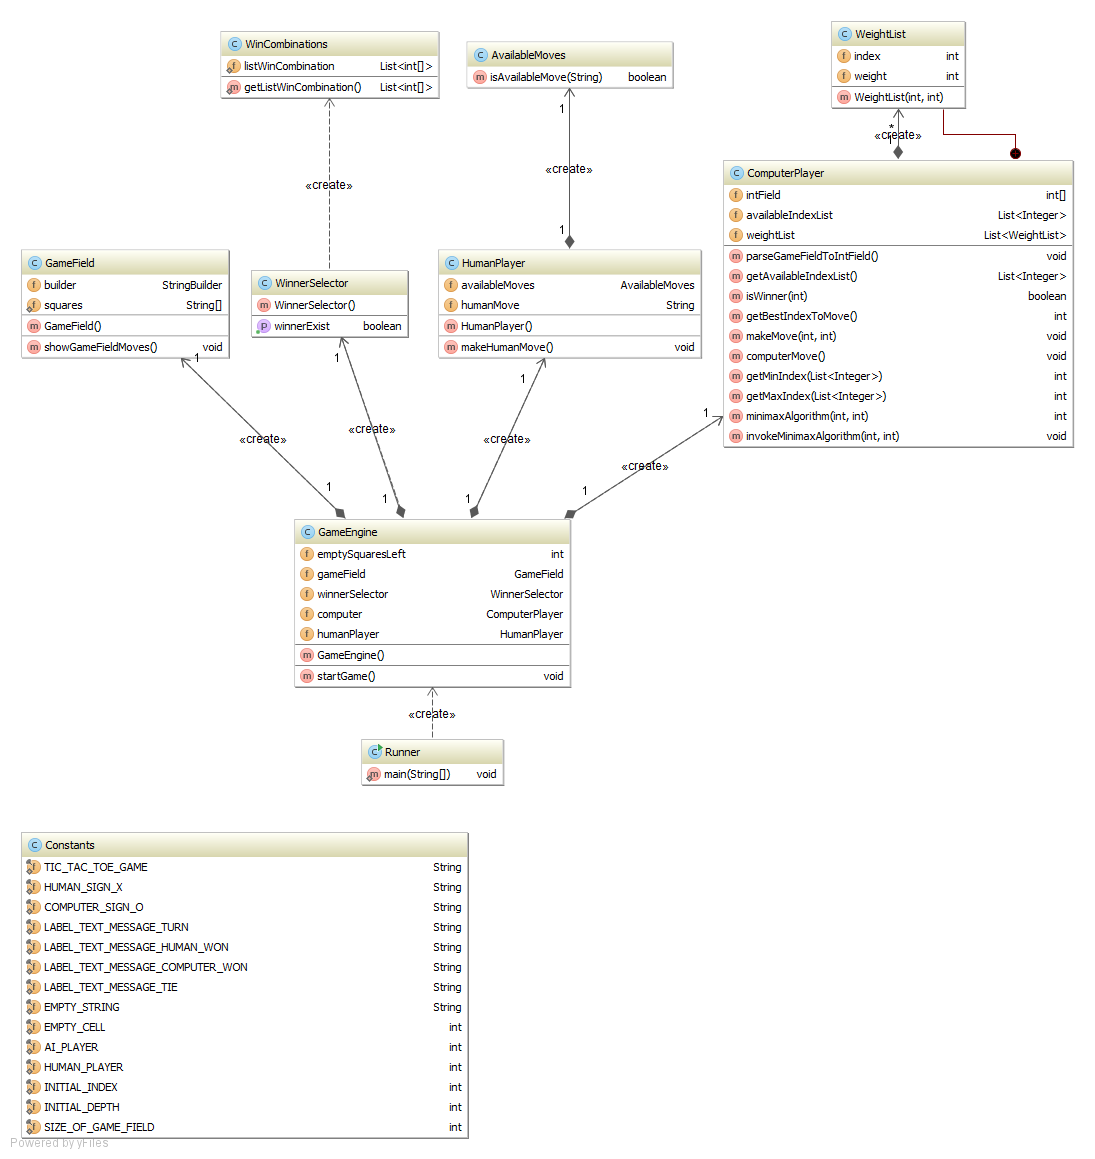 WinCombinations
listWinCombination List<int[]>
getListWinCombination() List<int[]>
AvailableMoves
isAvailableMove(String) boolean
WeightList
index int
weight int
WeightList(int, int)
1
*
«create»
1
«create»
«create»
1
ComputerPlayer
intField int[]
availableIndexList List<Integer>
weightList List<WeightList>
parseGameFieldToIntField() void
getAvailableIndexList() List<Integer>
isWinner(int) boolean
getBestIndexToMove() int
makeMove(int, int) void
computerMove() void
getMinIndex(List<Integer>) int
getMaxIndex(List<Integer>) int
minimaxAlgorithm(int, int) int
invokeMinimaxAlgorithm(int, int) void
GameField
builder StringBuilder
squares String[]
GameField()
showGameFieldMoves() void
WinnerSelector
WinnerSelector()
winnerExist boolean
HumanPlayer
availableMoves AvailableMoves
humanMove String
HumanPlayer()
makeHumanMove() void
1
1
1
1
«create»
«create»
«create»
«create»
1
1
1
1
GameEngine
emptySquaresLeft int
gameField GameField
winnerSelector WinnerSelector
computer ComputerPlayer
humanPlayer HumanPlayer
GameEngine()
startGame() void
«create»
Runner
main(String[]) void
Constants
TIC_TAC_TOE_GAME String
HUMAN_SIGN_X String
COMPUTER_SIGN_O String
LABEL_TEXT_MESSAGE_TURN String
LABEL_TEXT_MESSAGE_HUMAN_WON String
LABEL_TEXT_MESSAGE_COMPUTER_WON String
LABEL_TEXT_MESSAGE_TIE String
EMPTY_STRING String
EMPTY_CELL int
AI_PLAYER int
HUMAN_PLAYER int
INITIAL_INDEX int
INITIAL_DEPTH int
SIZE_OF_GAME_FIELD int
Powered by yFiles